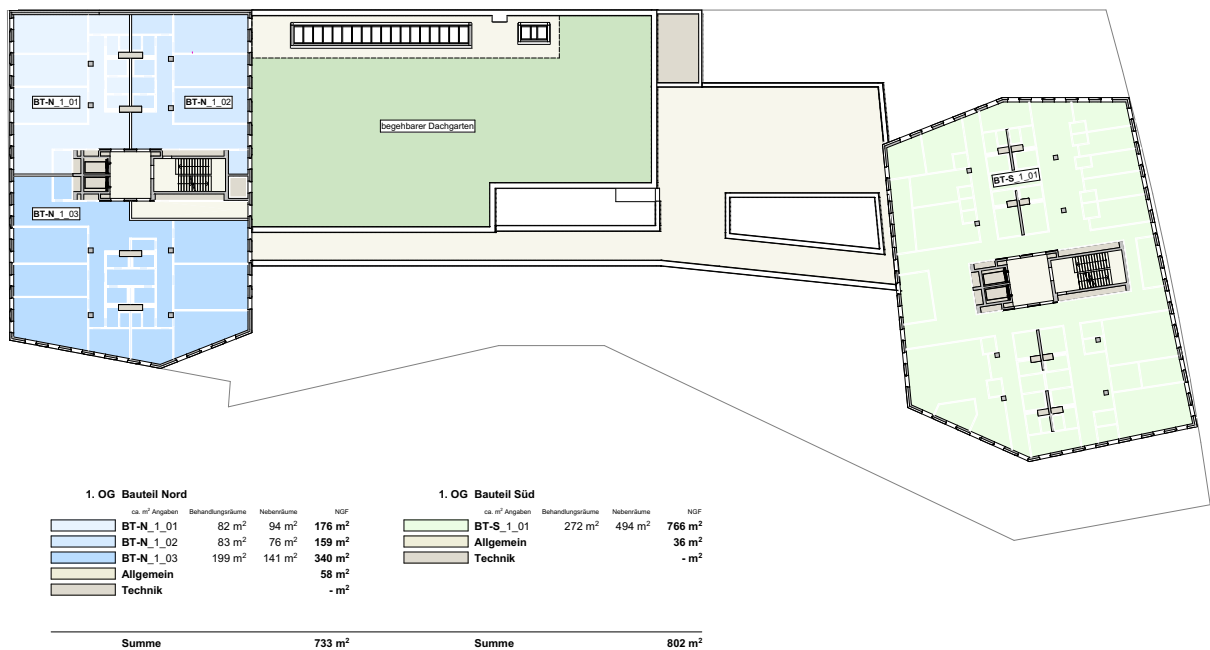 BT-N_1_01
BT-N_1_02
begehbarer Dachgarten
BT-S_1_01
BT-N_1_03
1. OG Bauteil Nord
ca. m² Angaben Behandlungsräume Nebenräume NGF
BT-N_1_01 82 m² 94 m² 176 m²
BT-N_1_02 83 m² 76 m² 159 m²
BT-N_1_03 199 m² 141 m² 340 m²
Allgemein 58 m²
Technik - m²
Summe 733 m²
1. OG Bauteil Süd
ca. m² Angaben Behandlungsräume Nebenräume NGF
BT-S_1_01 272 m² 494 m² 766 m²
Allgemein 36 m²
Technik - m²
Summe 802 m²